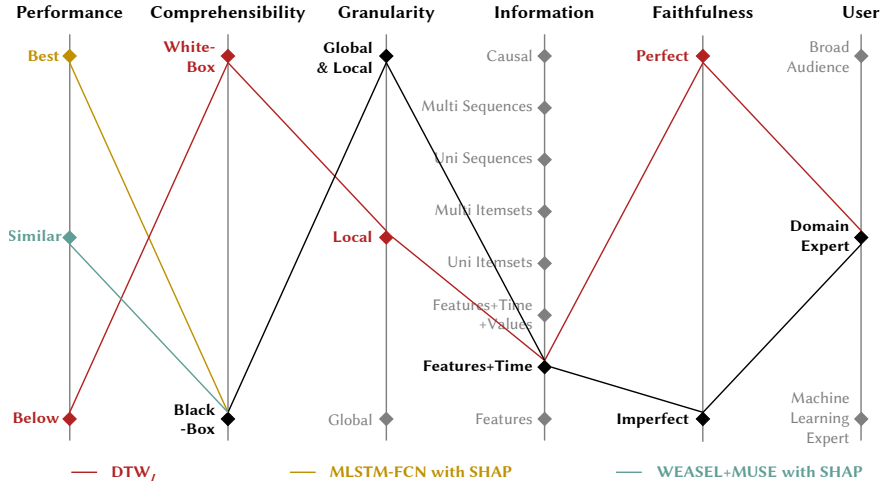 Performance
Comprehensibility
Granularity
Information
Faithfulness
User
Best
Similar
Below
White-
Box
Black
-Box
Global
& Local
Local
Global
Causal
Multi Sequences
Uni Sequences
Multi Itemsets
Uni Itemsets
Features+Time
+Values
Features+Time
Features
Perfect
Imperfect
Broad
Audience
Domain
Expert
Machine
Learning
Expert
DTW_I
MLSTM-FCN with SHAP
WEASEL+MUSE with SHAP